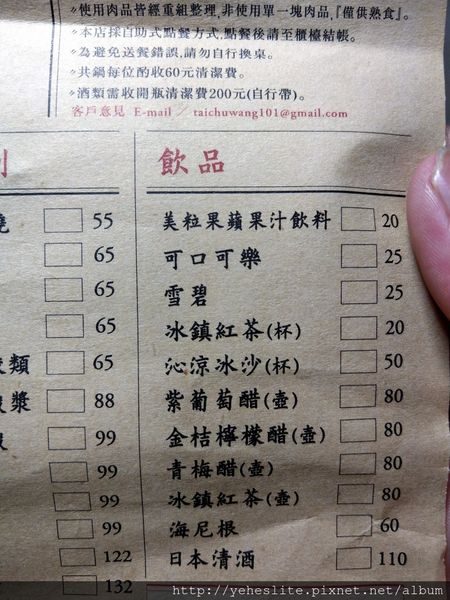 使用肉品皆經重組整理,非使用單一塊肉品,『僅供熟食』。
本店採自助式點餐方式,點餐後請至櫃檯結帳。
為避免送餐錯誤,請勿自行換桌。
共鍋每位酌收60元清潔費。
酒類需收開瓶清潔費200元(自行帶)。
客戶意見 E-mail / taichuwang101@gmail.com
飲品
55
65
65
65
類 65
漿 88
99
99
99
99
122
132
美粒果蘋果汁飲料 20
可口可樂 25
雪碧 25
冰鎮紅茶(杯) 20
沁涼冰沙(杯) 50
紫葡萄醋(壺) 80
金桔檸檬醋(壺) 80
青梅醋(壺) 80
冰鎮紅茶(壺) 80
海尼根 60
日本清酒 110
http://yeheslite.pixnet.net/album